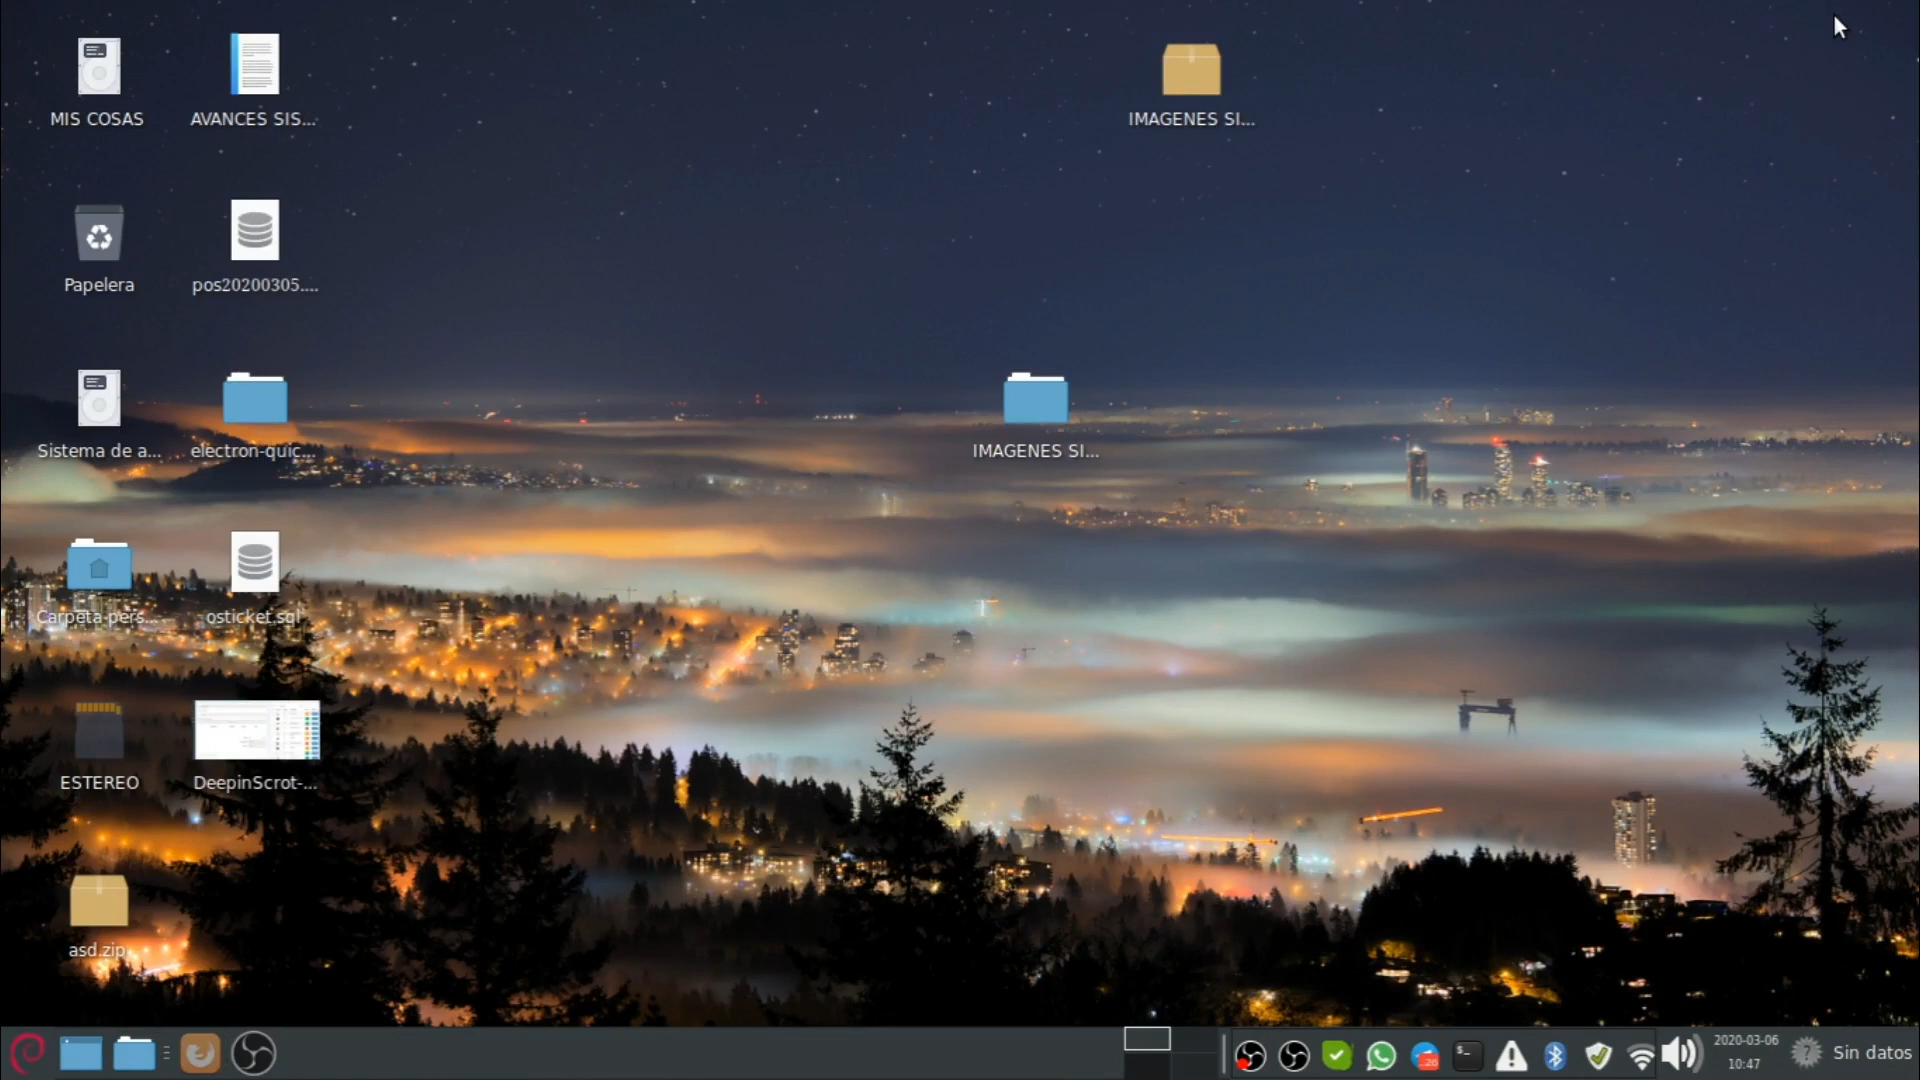 MIS COSAS
AVANCES SIS...
IMAGENES SI...
Papelera
pos20200305....
Sistema de a...
electron-quic...
IMAGENES SI...
Carpeta pers...
osticket.sql
ESTEREO
DeepinScrot-...
asd.zip
26
2020-03-06
10:47
Sin datos